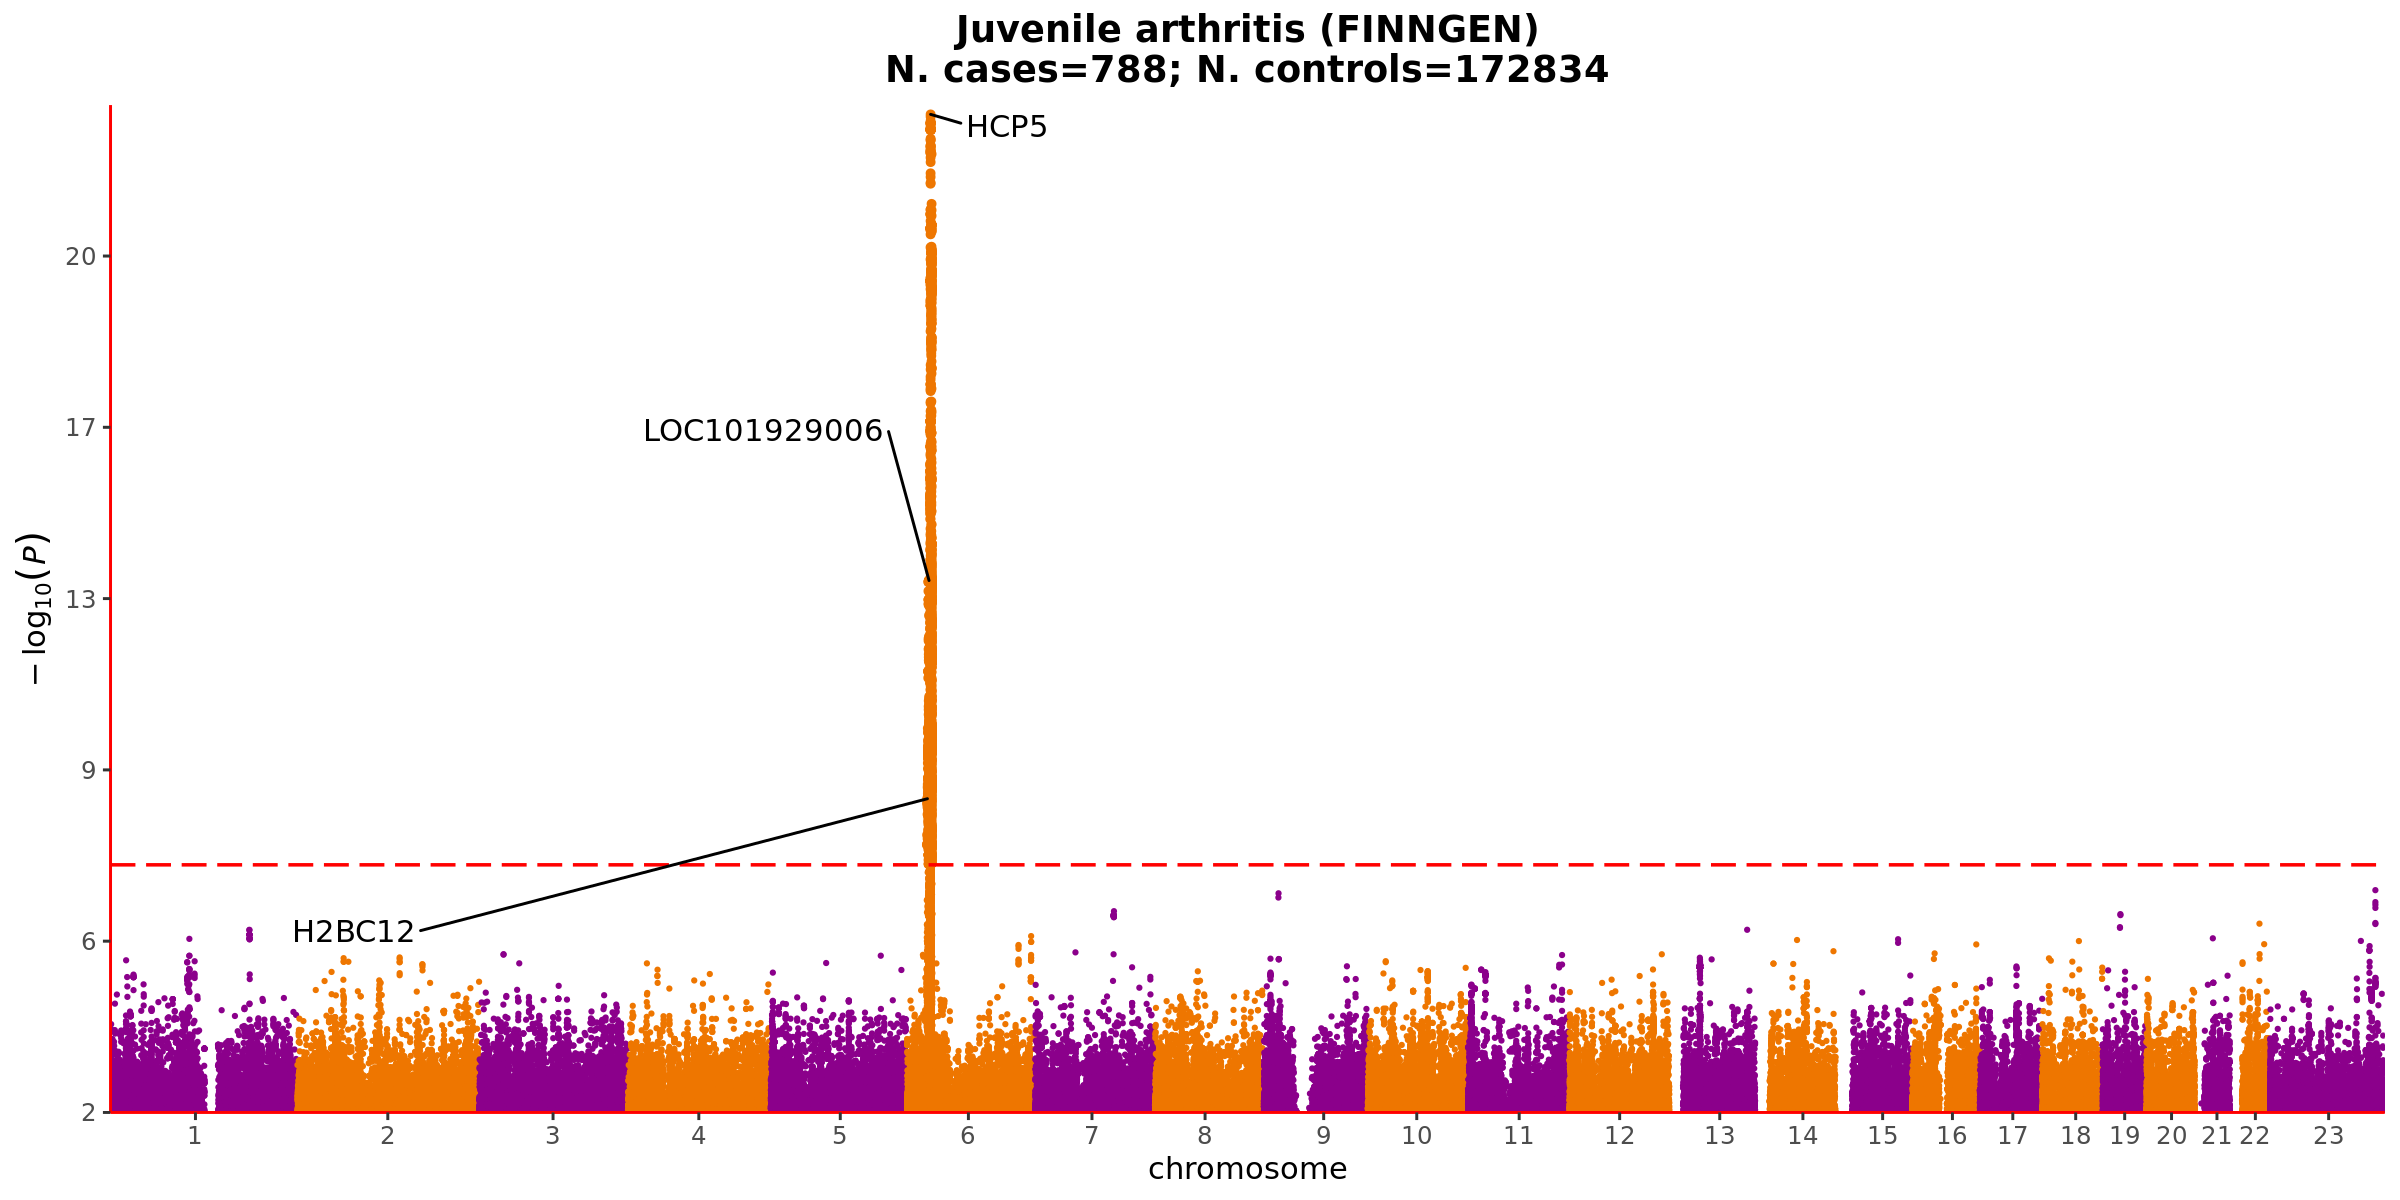 Juvenile arthritis (FINNGEN)
N. cases=788; N. controls=172834
HCP5
LOC101929006
H2BC12
20
17
13
9
6
2
−log₁₀(P)
1 2 3 4 5 6 7 8 9 10 11 12 13 14 15 16 17 18 19 20 21 22 23
chromosome